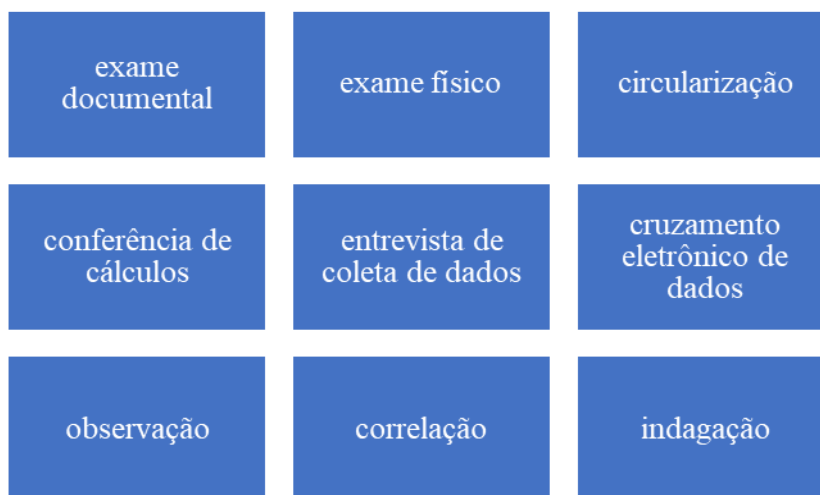 exame
documental
exame físico
circularização
conferência de
cálculos
entrevista de
coleta de dados
cruzamento
eletrônico de
dados
observação
correlação
indagação